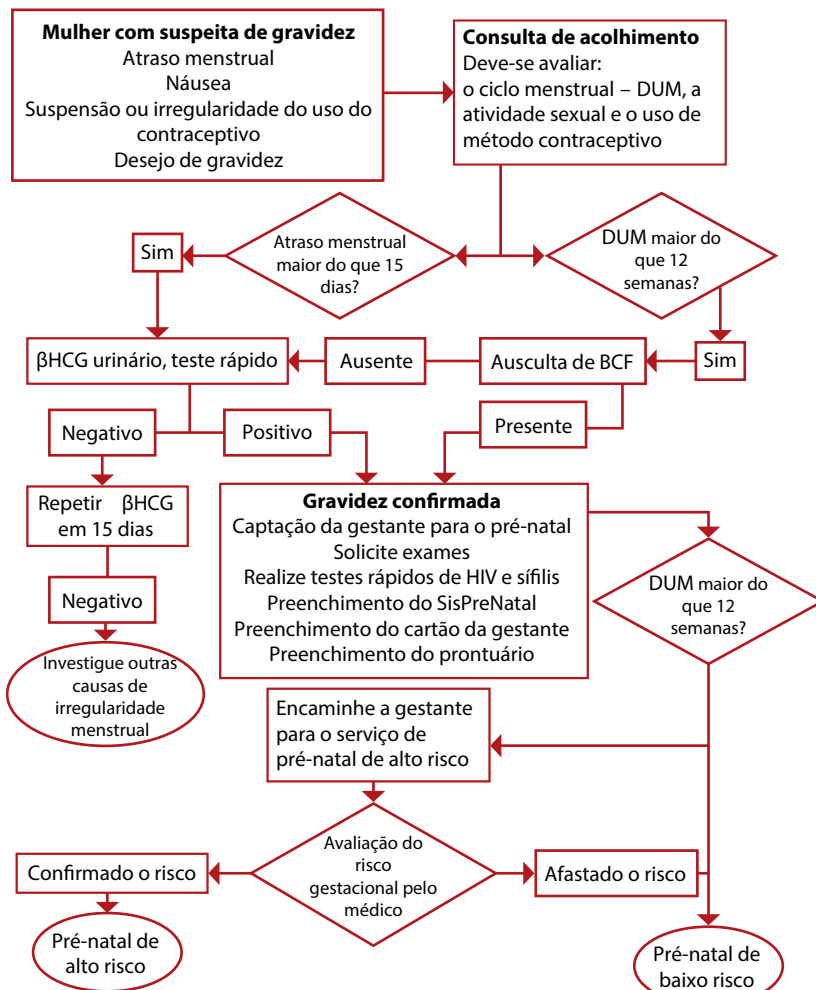 Mulher com suspeita de gravidez
Atraso menstrual
Náusea
Suspensão ou irregularidade do uso do
contraceptivo
Desejo de gravidez
Consulta de acolhimento
Deve-se avaliar:
o ciclo menstrual – DUM, a
atividade sexual e o uso de
método contraceptivo
Sim
Atraso menstrual
maior do que 15
dias?
DUM maior do
que 12
semanas?
βHCG urinário, teste rápido
Ausente
Ausculta de BCF
Sim
Negativo
Positivo
Presente
Repetir βHCG
em 15 dias
Negativo
Investigue outras
causas de
irregularidade
menstrual
Gravidez confirmada
Captação da gestante para o pré-natal
Solicite exames
Realize testes rápidos de HIV e sífilis
Preenchimento do SisPreNatal
Preenchimento do cartão da gestante
Preenchimento do prontuário
DUM maior do
que 12
semanas?
Encaminhe a gestante
para o serviço de
pré-natal de alto risco
Confirmado o risco
Avaliação do
risco
gestacional pelo
médico
Afastado o risco
Pré-natal de
alto risco
Pré-natal de
baixo risco